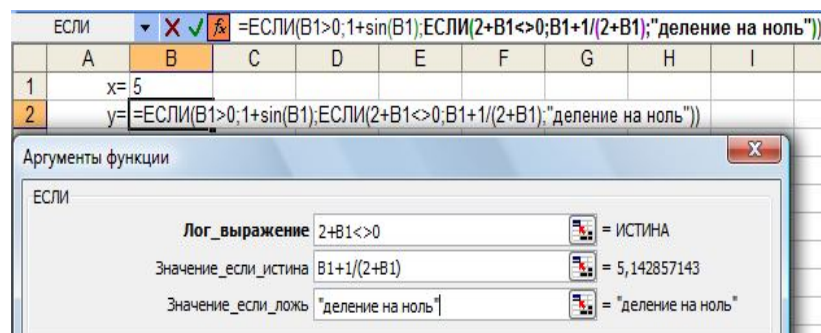 ЕСЛИ fx =ЕСЛИ(B1>0;1+sin(B1);ЕСЛИ(2+B1<>0;B1+1/(2+B1);"деление на ноль"))
A B C D E F G H I
1 x= 5
2 y= =ЕСЛИ(B1>0;1+sin(B1);ЕСЛИ(2+B1<>0;B1+1/(2+B1);"деление на ноль"))
Аргументы функции
ЕСЛИ
Лог_выражение 2+B1<>0 = ИСТИНА
Значение_если_истина B1+1/(2+B1) = 5,142857143
Значение_если_ложь "деление на ноль" = "деление на ноль"